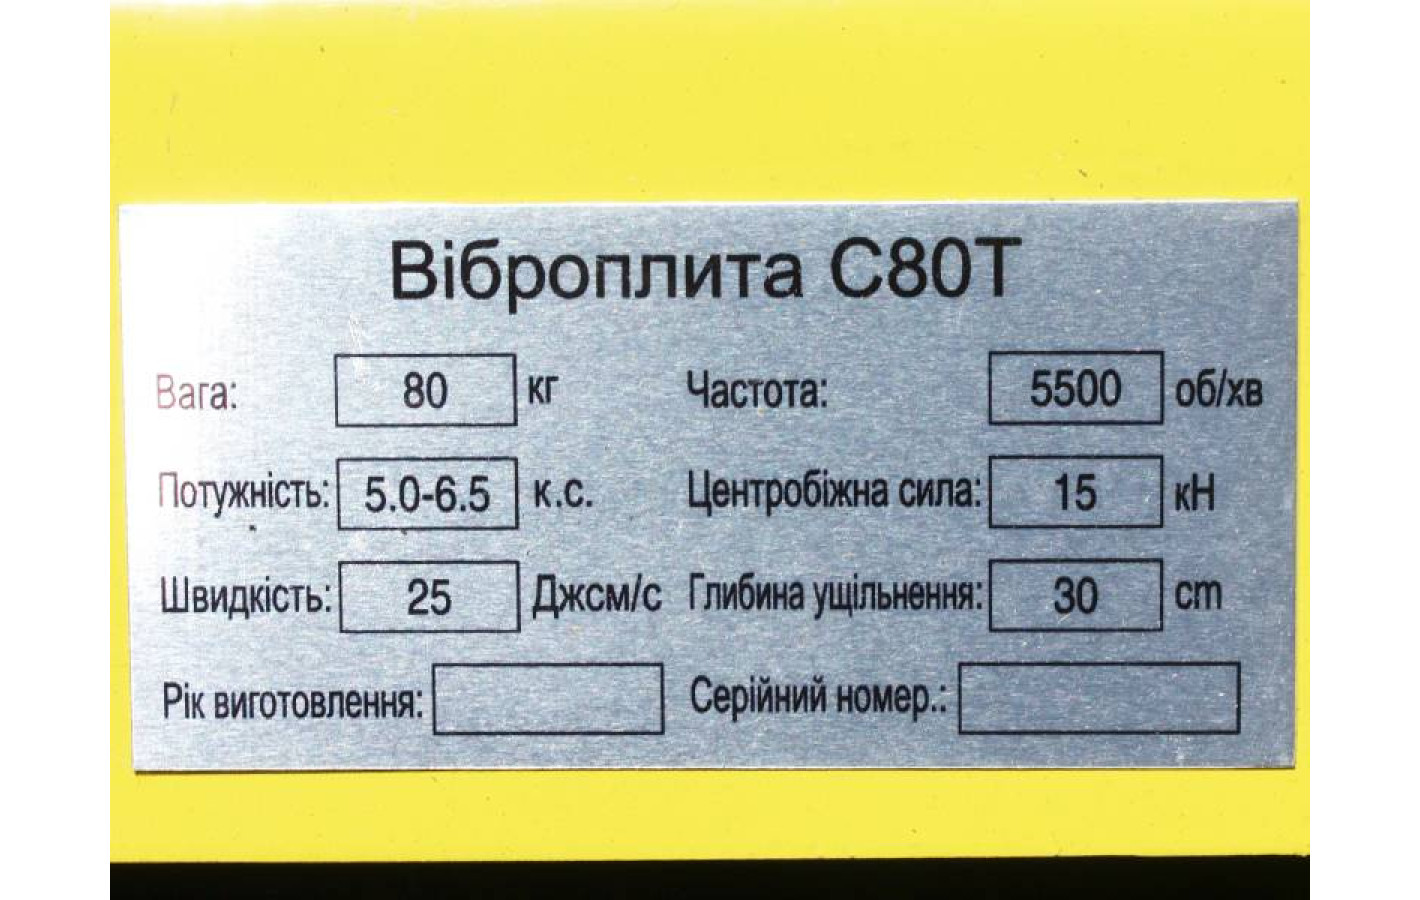 Віброплита С80Т
Вага: 80 кг Частота: 5500 об/хв
Потужність: 5.0-6.5 к.с. Центробіжна сила: 15 кН
Швидкість: 25 Джсм/с Глибина ущільнення: 30 cm
Рік виготовлення: Серійний номер.: